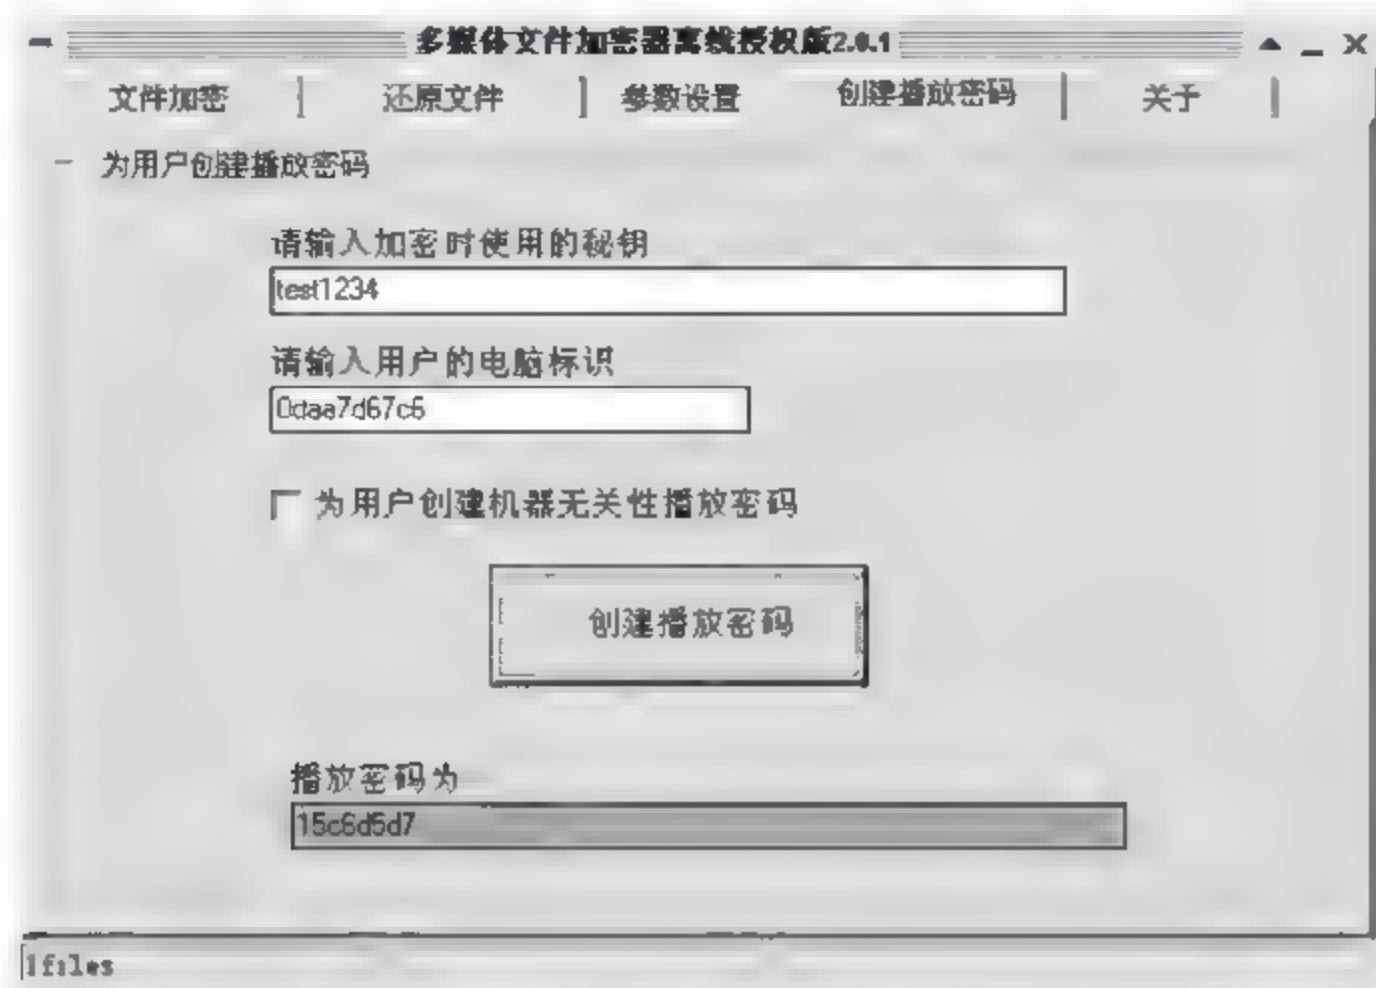 多媒体文件加密器离线授权版2.0.1
文件加密 还原文件 参数设置 创建播放密码 关于
为用户创建播放密码
请输入加密时使用的秘钥
test1234
请输入用户的电脑标识
0daa7d67c6
为用户创建机器无关性播放密码
创建播放密码
播放密码为
15c6d5d7
1files